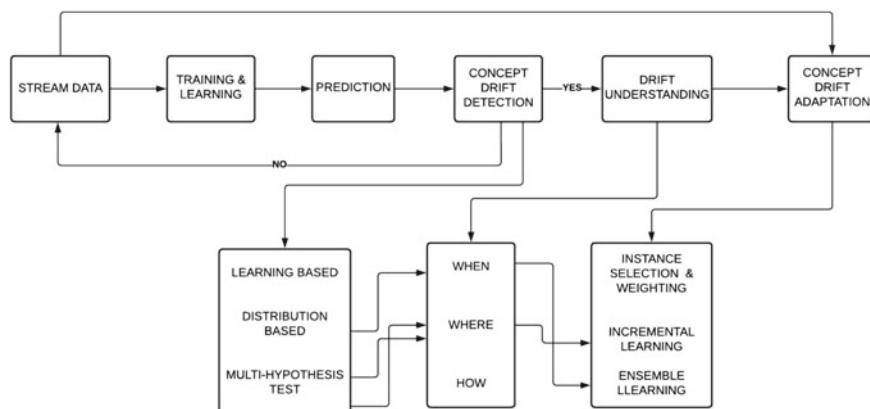 STREAM DATA
TRAINING &
LEARNING
PREDICTION
CONCEPT
DRIFT
DETECTION
YES
DRIFT
UNDERSTANDING
CONCEPT
DRIFT
ADAPTATION
NO
LEARNING BASED
DISTRIBUTION
BASED
MULTI-HYPOTHESIS
TEST
WHEN
WHERE
HOW
INSTANCE
SELECTION &
WEIGHTING
INCREMENTAL
LEARNING
ENSEMBLE
LLEARNING